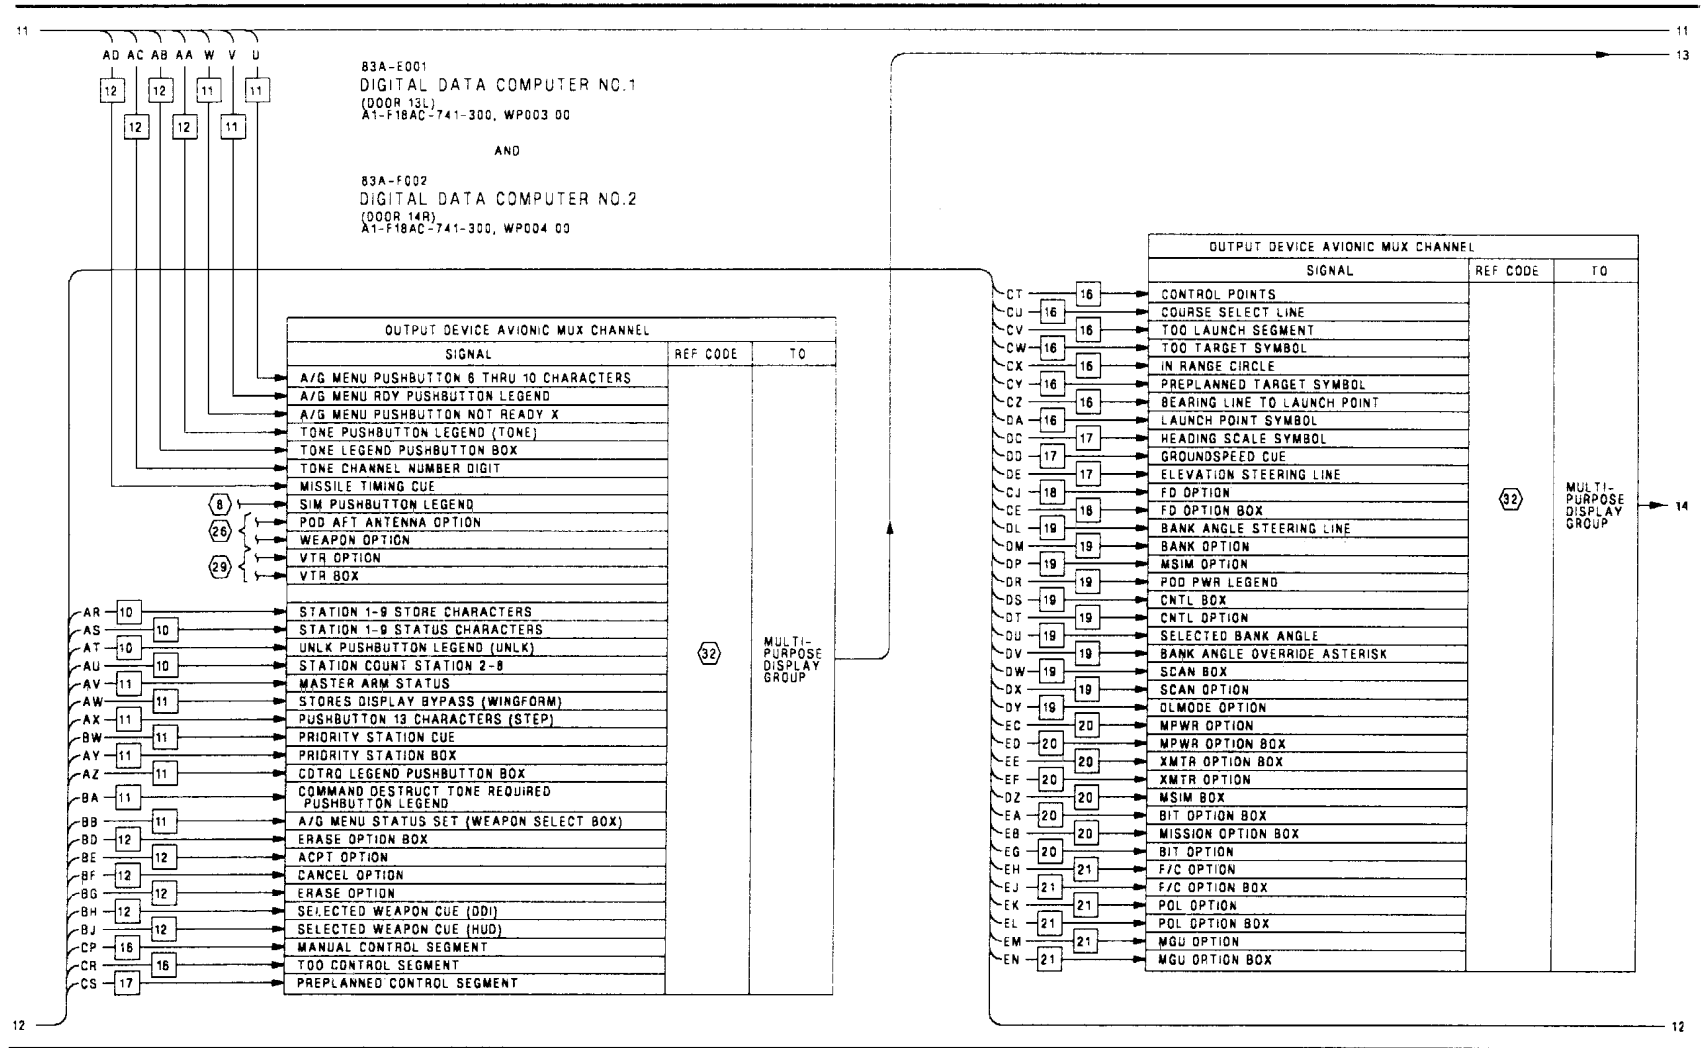 11
11
13
AD AC AB AA W V U
12 12 11 11
12 12 11
83A-E001
DIGITAL DATA COMPUTER NO.1
(DOOR 13L)
A1-F18AC-741-300, WP003 00
AND
83A-F002
DIGITAL DATA COMPUTER NO.2
(DOOR 14R)
A1-F18AC-741-300, WP004 00
OUTPUT DEVICE AVIONIC MUX CHANNEL
SIGNAL REF CODE TO
A/G MENU PUSHBUTTON 6 THRU 10 CHARACTERS
A/G MENU RDY PUSHBUTTON LEGEND
A/G MENU PUSHBUTTON NOT READY X
TONE PUSHBUTTON LEGEND (TONE)
TONE LEGEND PUSHBUTTON BOX
TONE CHANNEL NUMBER DIGIT
MISSILE TIMING CUE
8 SIM PUSHBUTTON LEGEND
26 POD AFT ANTENNA OPTION
WEAPON OPTION
29 VTR OPTION
VTR BOX
AR 10 STATION 1-9 STORE CHARACTERS
AS 10 STATION 1-9 STATUS CHARACTERS
AT 10 UNLK PUSHBUTTON LEGEND (UNLK)
AU 10 STATION COUNT STATION 2-8
AV 11 MASTER ARM STATUS
AW 11 STORES DISPLAY BYPASS (WINGFORM)
AX 11 PUSHBUTTON 13 CHARACTERS (STEP)
BW 11 PRIORITY STATION CUE
AY 11 PRIORITY STATION BOX
AZ 11 CDTRQ LEGEND PUSHBUTTON BOX
BA 11 COMMAND DESTRUCT TONE REQUIRED
PUSHBUTTON LEGEND
BB 11 A/G MENU STATUS SET (WEAPON SELECT BOX)
BD 12 ERASE OPTION BOX
BE 12 ACPT OPTION
BF 12 CANCEL OPTION
BG 12 ERASE OPTION
BH 12 SELECTED WEAPON CUE (DDI)
BJ 12 SELECTED WEAPON CUE (HUD)
CP 16 MANUAL CONTROL SEGMENT
CR 16 TOO CONTROL SEGMENT
CS 17 PREPLANNED CONTROL SEGMENT
32
MULTI-
PURPOSE
DISPLAY
GROUP
OUTPUT DEVICE AVIONIC MUX CHANNEL
SIGNAL REF CODE TO
CT 16 CONTROL POINTS
CU 16 COURSE SELECT LINE
CV 16 TOO LAUNCH SEGMENT
CW 16 TOO TARGET SYMBOL
CX 16 IN RANGE CIRCLE
CY 16 PREPLANNED TARGET SYMBOL
CZ 16 BEARING LINE TO LAUNCH POINT
DA 16 LAUNCH POINT SYMBOL
DC 17 HEADING SCALE SYMBOL
DD 17 GROUNDSPEED CUE
DE 17 ELEVATION STEERING LINE
CJ 18 FD OPTION
CE 18 FD OPTION BOX
DL 19 BANK ANGLE STEERING LINE
DM 19 BANK OPTION
DP 19 MSIM OPTION
DR 19 POD PWR LEGEND
DS 19 CNTL BOX
DT 19 CNTL OPTION
DU 19 SELECTED BANK ANGLE
DV 19 BANK ANGLE OVERRIDE ASTERISK
DW 19 SCAN BOX
DX 19 SCAN OPTION
DY 19 DLMODE OPTION
EC 20 MPWR OPTION
ED 20 MPWR OPTION BOX
EE 20 XMTR OPTION BOX
EF 20 XMTR OPTION
DZ 20 MSIM BOX
EA 20 BIT OPTION BOX
EB 20 MISSION OPTION BOX
EG 20 BIT OPTION
EH 21 F/C OPTION
EJ 21 F/C OPTION BOX
EK 21 POL OPTION
EL 21 POL OPTION BOX
EM 21 MGU OPTION
EN 21 MGU OPTION BOX
32
MULTI-
PURPOSE
DISPLAY
GROUP
14
12
12